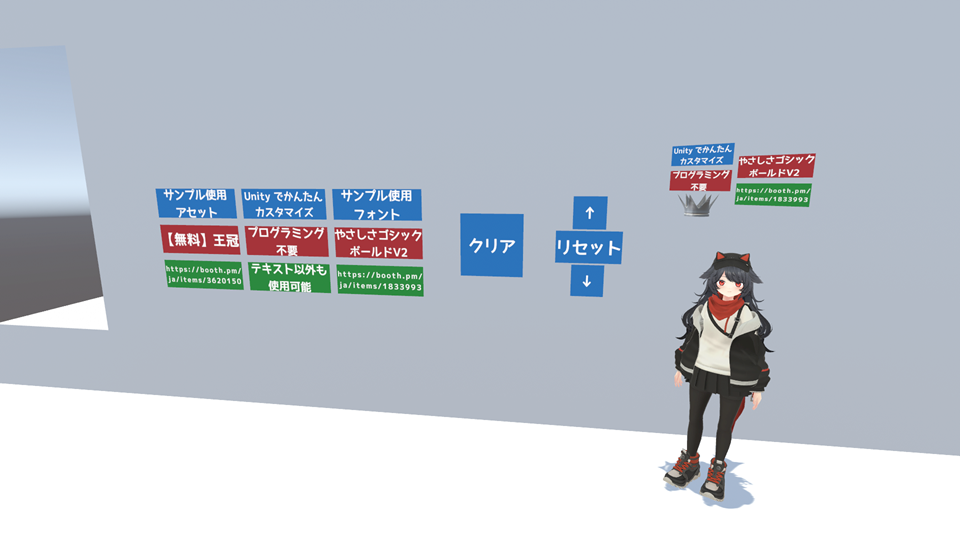 サンプル使用
アセット
Unity でかんたん
カスタマイズ
サンプル使用
フォント
【無料】王冠
プログラミング
不要
やさしさゴシック
ボールドV2
https://booth.pm/
ja/items/3620150
テキスト以外も
使用可能
https://booth.pm/
ja/items/1833993
クリア
↑
リセット
↓
Unity でかんたん
カスタマイズ
プログラミング
不要
やさしさゴシック
ボールドV2
https://booth.pm/
ja/items/1833993